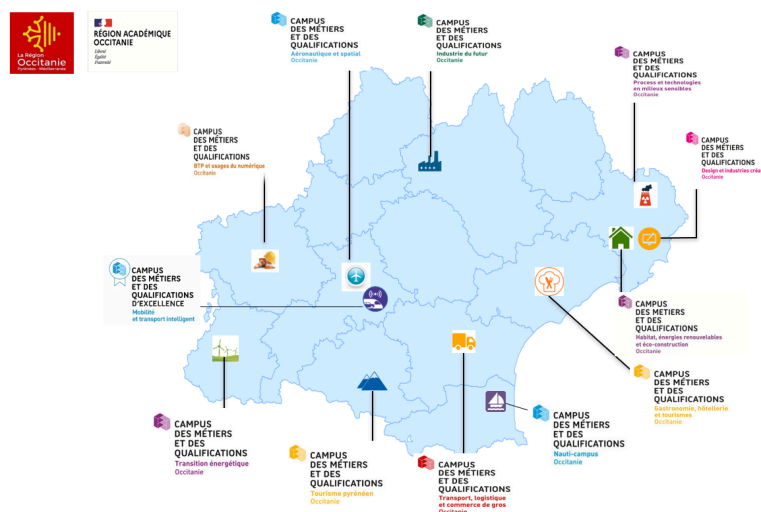 La Région
Occitanie
Pyrénées - Méditerranée
RÉGION ACADÉMIQUE
OCCITANIE
Liberté
Égalité
Fraternité
CAMPUS
DES MÉTIERS
ET DES
QUALIFICATIONS
Aéronautique et spatial
Occitanie
CAMPUS
DES MÉTIERS
ET DES
QUALIFICATIONS
Industrie du futur
Occitanie
CAMPUS
DES MÉTIERS
ET DES
QUALIFICATIONS
Process et technologies
en milieux sensibles
Occitanie
CAMPUS
DES MÉTIERS
ET DES
QUALIFICATIONS
BTP et usages du numérique
Occitanie
CAMPUS
DES MÉTIERS
ET DES
QUALIFICATIONS
Design et industries créa
Occitanie
CAMPUS
DES MÉTIERS
ET DES
QUALIFICATIONS
D'EXCELLENCE
Mobilité
et transport intelligent
CAMPUS
DES MÉTIERS
ET DES
QUALIFICATIONS
Habitat, énergies renouvelables
et éco-construction
Occitanie
CAMPUS
DES MÉTIERS
ET DES
QUALIFICATIONS
Gastronomie, hôtellerie
et tourismes
Occitanie
CAMPUS
DES MÉTIERS
ET DES
QUALIFICATIONS
Transition énergétique
Occitanie
CAMPUS
DES MÉTIERS
ET DES
QUALIFICATIONS
Nauti-campus
Occitanie
CAMPUS
DES MÉTIERS
ET DES
QUALIFICATIONS
Tourisme pyrénéen
Occitanie
CAMPUS
DES MÉTIERS
ET DES
QUALIFICATIONS
Transport, logistique
et commerce de gros
Occitanie